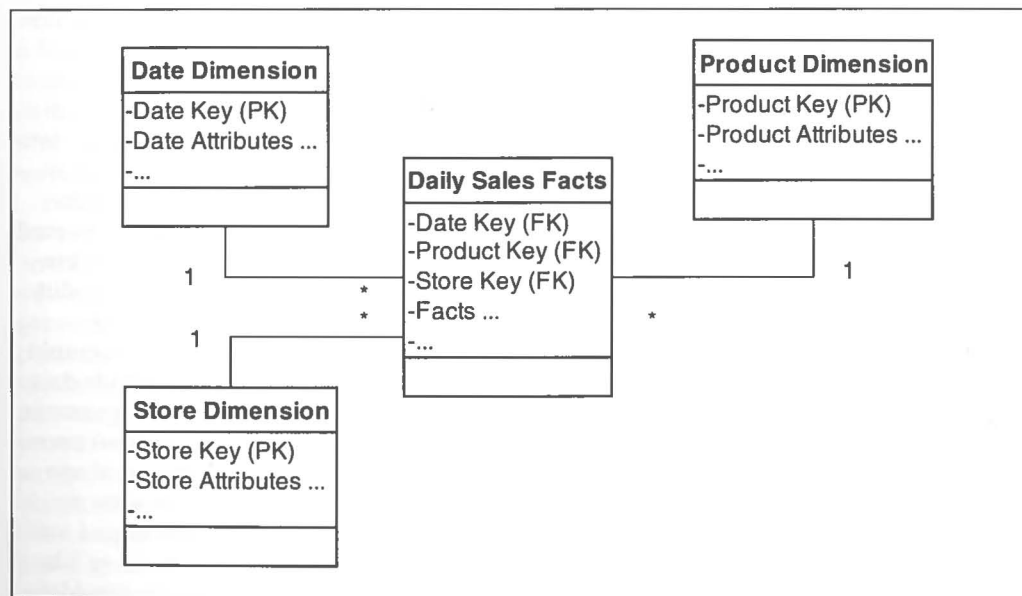 Date Dimension
-Date Key (PK)
-Date Attributes ...
-...
Product Dimension
-Product Key (PK)
-Product Attributes ...
-...
Daily Sales Facts
-Date Key (FK)
-Product Key (FK)
-Store Key (FK)
-Facts ...
-...
1
*
*
1
*
1
Store Dimension
-Store Key (PK)
-Store Attributes ...
-...